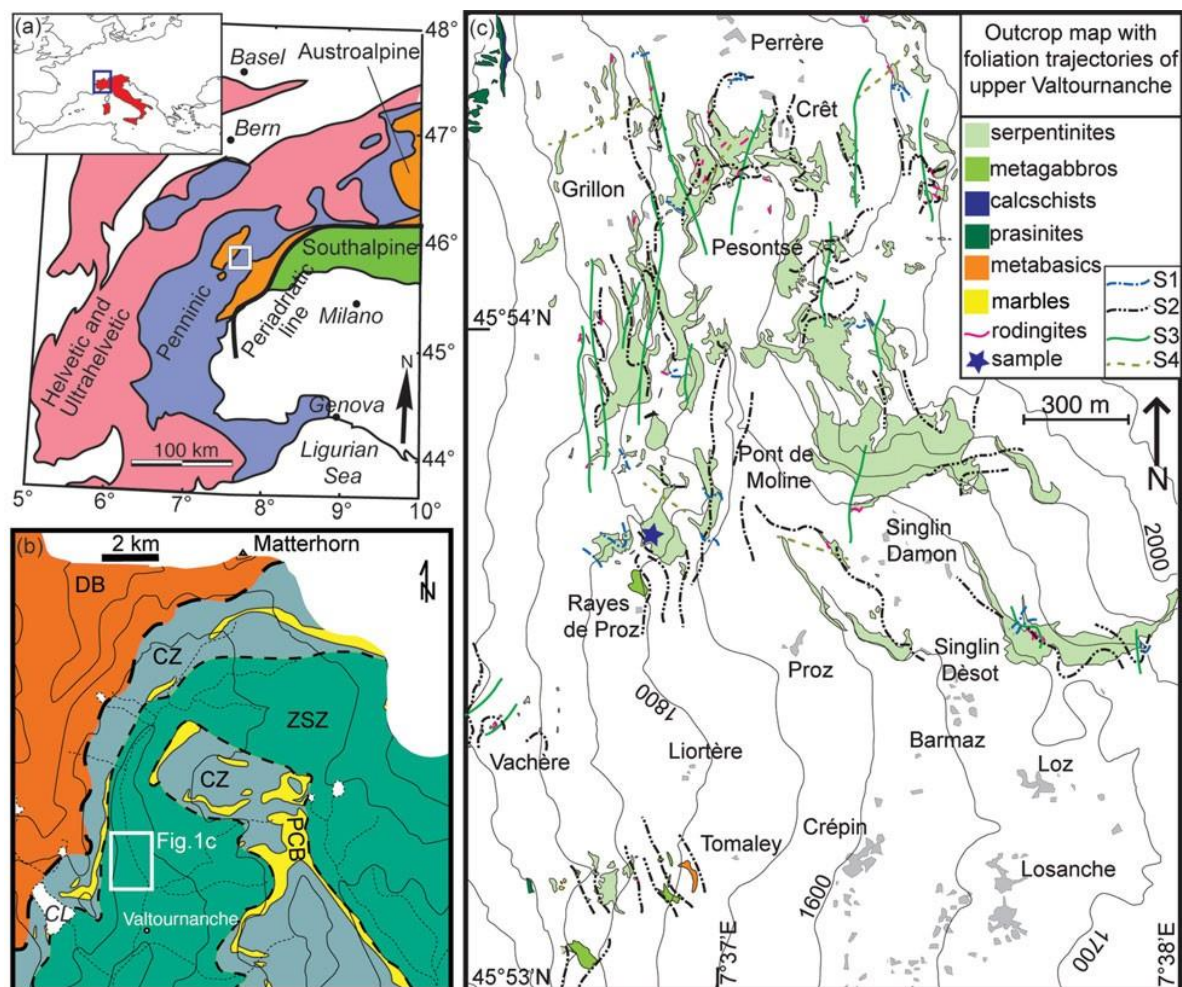 (a)
Basel
Austroalpine
Bern
Helvetic and
Ultrahelvetic
Penninic
Southalpine
Periadriatic
line
Milano
Genova
Ligurian
Sea
N
100 km
48°
47°
46°
45°
44°
5°
6°
7°
8°
9°
10°
(b)
2 km
Matterhorn
N
DB
CZ
ZSZ
CZ
PCB
Fig.1c
CL
Valtournanche
(c)
Perrère
Crêt
Grillon
Pesontse
45°54’N
Pont de
Moline
Singlin
Damon
Rayes
de Proz
Proz
Singlin
Dèsot
1800
2000
Vachère
Liortère
Barmaz
Loz
Tomaley
Crépin
Losanche
1600
1700
45°53’N
7°37’E
7°38’E
300 m
N
Outcrop map with
foliation trajectories of
upper Valtournanche
serpentinites
metagabbros
calcschists
prasinites
metabasics
marbles
rodingites
sample
S1
S2
S3
S4